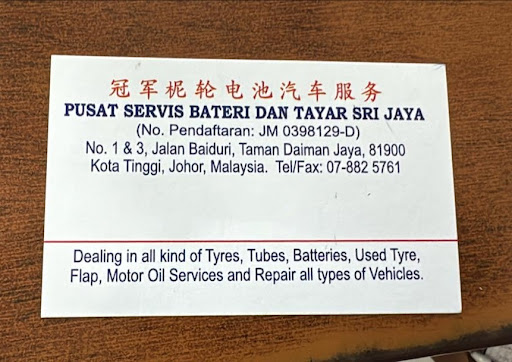 冠军柅轮电池汽车服务
PUSAT SERVIS BATERI DAN TAYAR SRI JAYA
(No. Pendaftaran: JM 0398129-D)
No. 1 & 3, Jalan Baiduri, Taman Daiman Jaya, 81900
Kota Tinggi, Johor, Malaysia. Tel/Fax: 07-882 5761
Dealing in all kind of Tyres, Tubes, Batteries, Used Tyre,
Flap, Motor Oil Services and Repair all types of Vehicles.